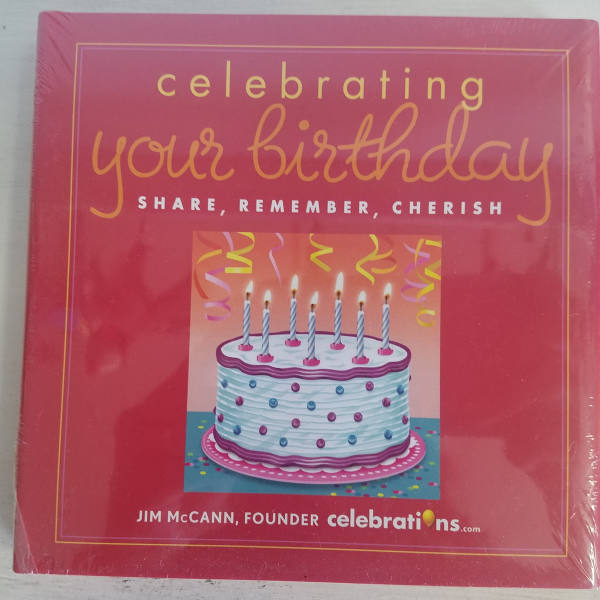 celebrating
your birthday
SHARE, REMEMBER, CHERISH
JIM McCANN, FOUNDER celebrations.com